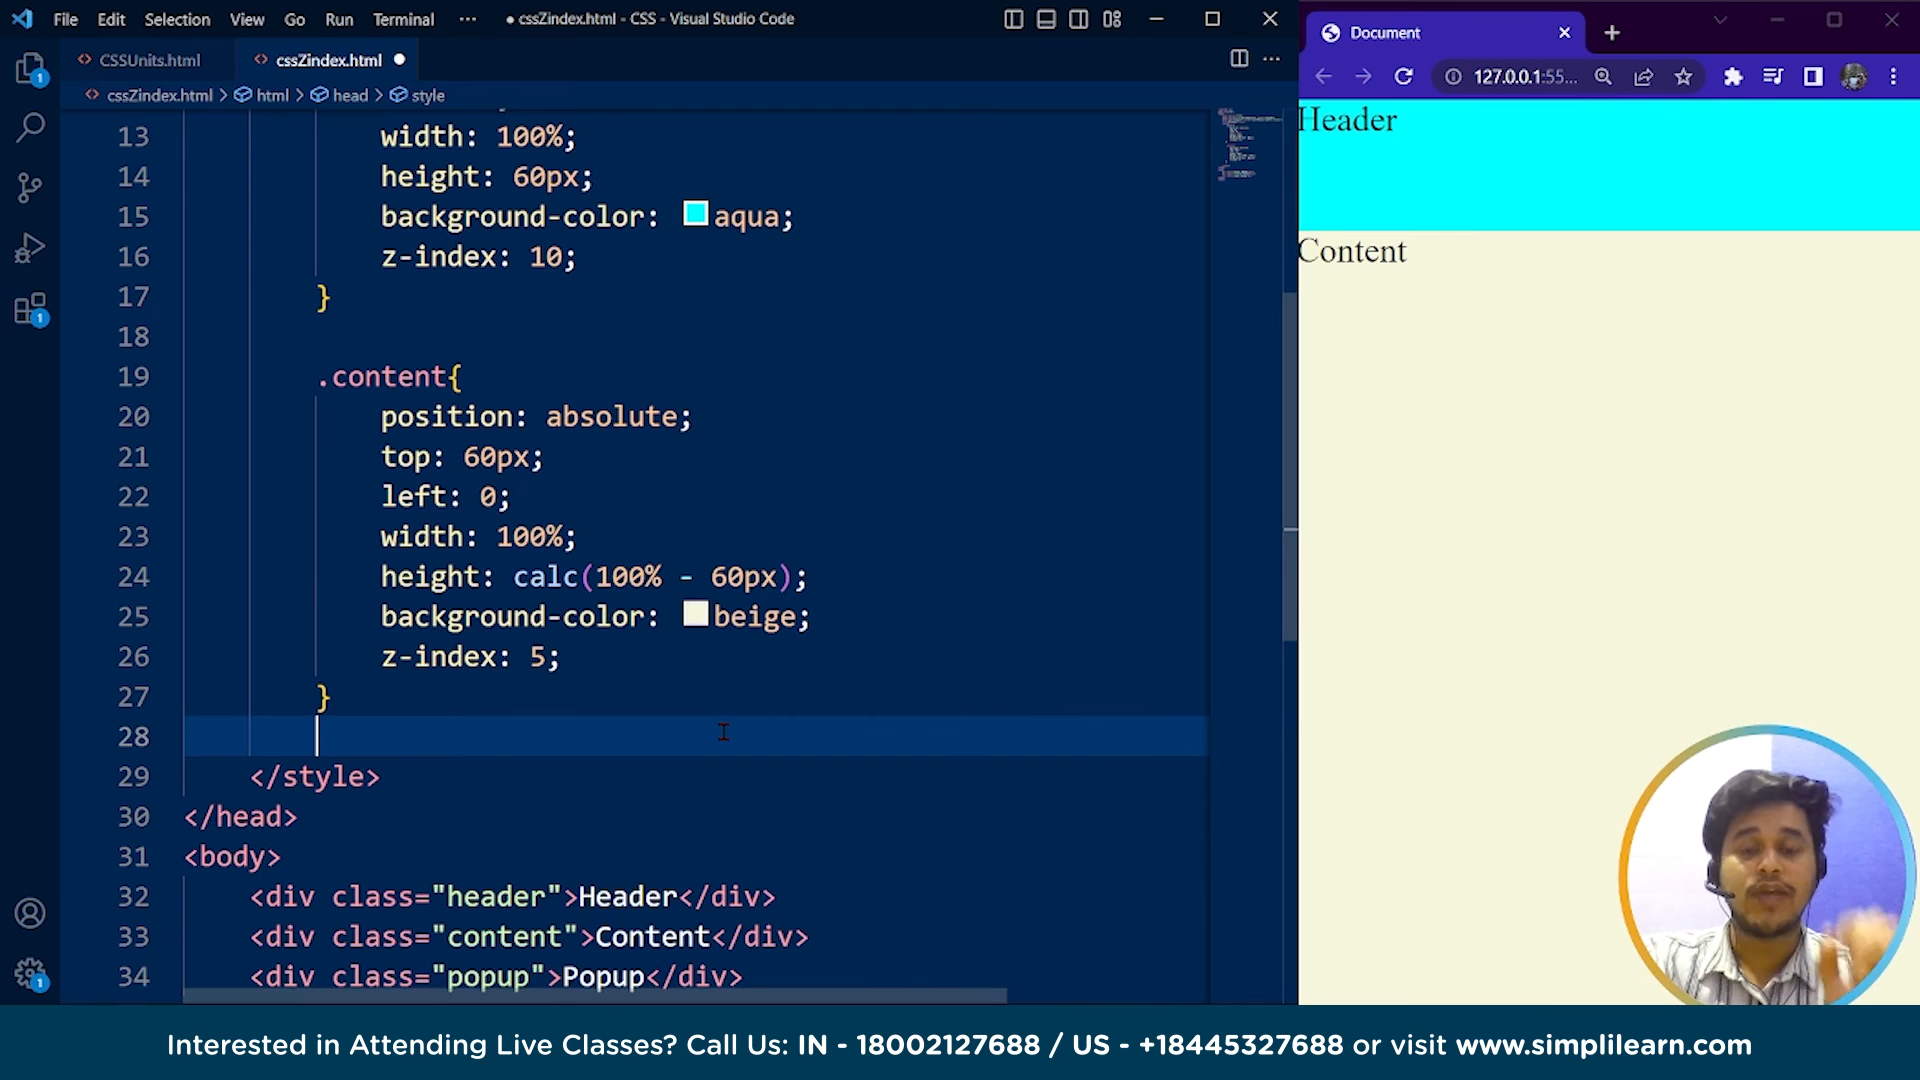 File Edit Selection View Go Run Terminal ··· ● cssZindex.html - CSS - Visual Studio Code
CSSUnits.html cssZindex.html
cssZindex.html > html > head > style
13 width: 100%;
14 height: 60px;
15 background-color: aqua;
16 z-index: 10;
17 }
18
19 .content{
20 position: absolute;
21 top: 60px;
22 left: 0;
23 width: 100%;
24 height: calc(100% - 60px);
25 background-color: beige;
26 z-index: 5;
27 }
28
29 </style>
30 </head>
31 <body>
32 <div class="header">Header</div>
33 <div class="content">Content</div>
34 <div class="popup">Popup</div>
1
1
1
Document
127.0.0.1:55...
Header
Content
Interested in Attending Live Classes? Call Us: IN - 18002127688 / US - +18445327688 or visit www.simplilearn.com